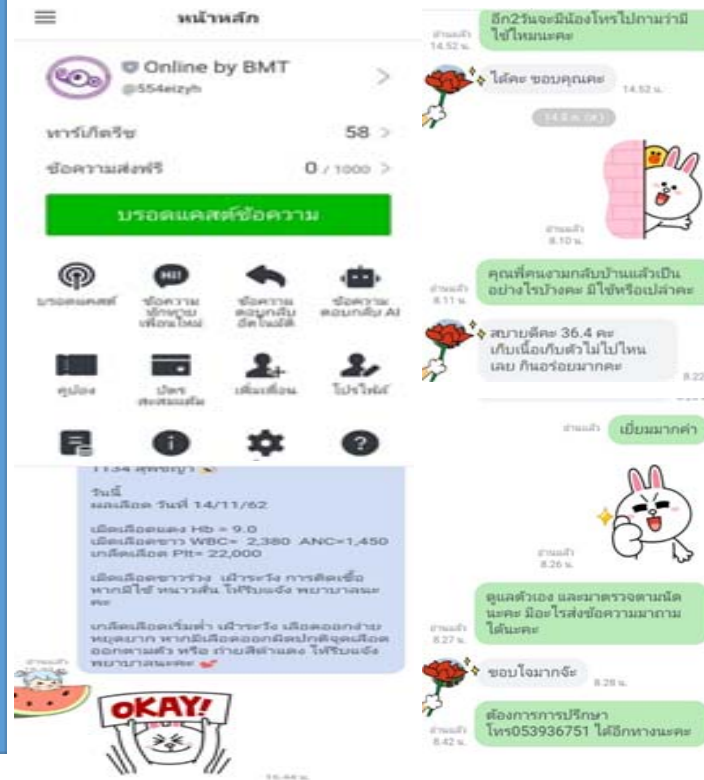 หน้าหลัก
Online by BMT
@554eizyh
ทาร์เก็ตรีช 58
ข้อความส่งฟรี 0 / 1000
บรอดแคสต์ข้อความ
Hi!
บรอดแคสต์
ข้อความ
ทักทาย
เพื่อนใหม่
ข้อความ
ตอบกลับ
อัตโนมัติ
ข้อความ
ตอบกลับ AI
คูปอง
บัตร
สะสมแต้ม
เพิ่มเพื่อน
โปรไฟล์
วันนี้
ผลเลือด วันที่ 14/11/62
เม็ดเลือดแดง Hb = 9.0
เม็ดเลือดขาว WBC= 2,380 ANC=1,450
เกล็ดเลือด Plt= 22,000
เม็ดเลือดขาวร่วง เฝ้าระวัง การติดเชื้อ
หากมีไข้ หนาวสั่น ให้รีบแจ้ง พยาบาลนะ
คะ
เกล็ดเลือดเริ่มต่ำ เฝ้าระวัง เลือดออกง่าย
หยุดยาก หากมีเลือดออกผิดปกติจุดเลือด
ออกตามตัว หรือ ถ่ายสีดำแดง ให้รีบแจ้ง
พยาบาลนะคะ
OKAY!
อีก2วันจะมีน้องโทรไปถามว่ามี
ไข้ไหมนะคะ
อ่านแล้ว
14.52 น.
ได้คะ ขอบคุณคะ
14.52 น.
อ่านแล้ว
8.10 น.
คุณพี่คนงามกลับบ้านแล้วเป็น
อย่างไรบ้างคะ มีไข้หรือเปล่าคะ
อ่านแล้ว
8.11 น.
สบายดีคะ 36.4 คะ
เก็บเนื้อเก็บตัวไม่ไปไหน
เลย กินอร่อยมากคะ
8.22
อ่านแล้ว
เยี่ยมมากค่ำ
อ่านแล้ว
8.26 น.
ดูแลตัวเอง และมาตรวจตามนัด
นะคะ มีอะไรส่งข้อความมาถาม
ได้นะคะ
อ่านแล้ว
8.27 น.
ขอบใจมากจ๊ะ
8.28 น.
ต้องการการปรึกษา
โทร053936751 ได้อีกทางนะคะ
อ่านแล้ว
8.42 น.